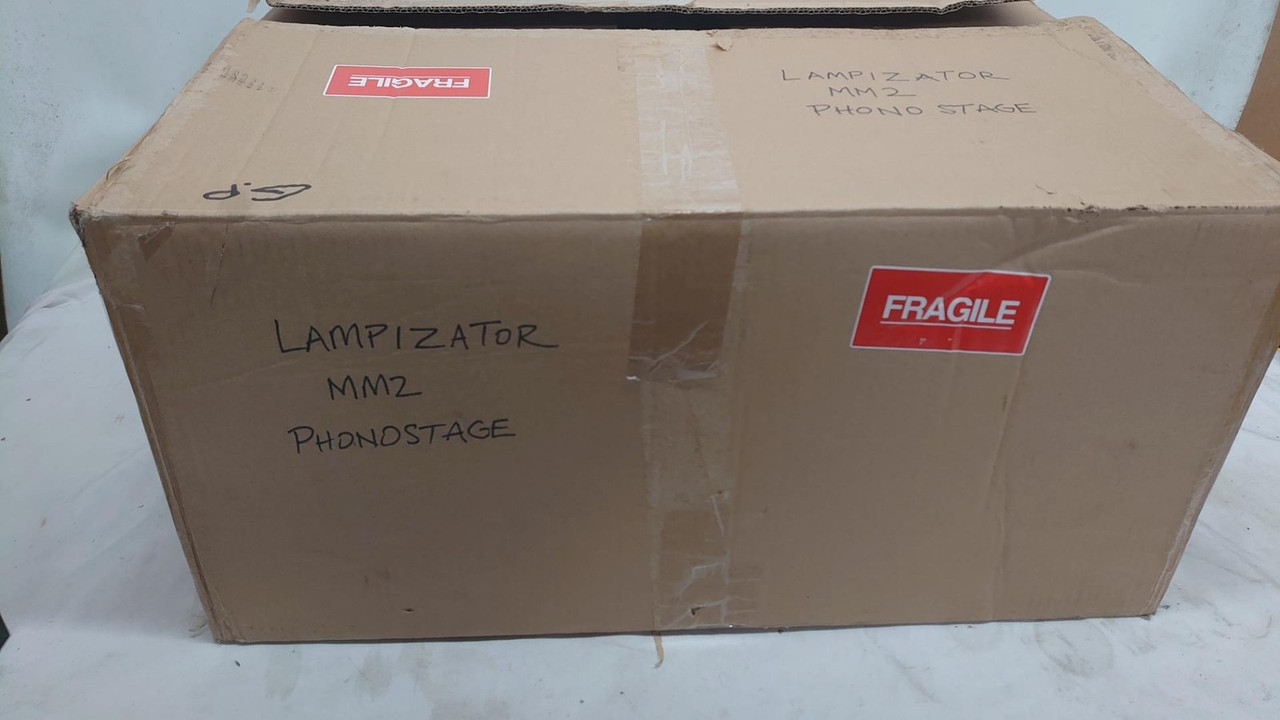 FRAGILE
LAMPIZATOR
MM2
PHONO STAGE
G.P
LAMPIZATOR
MM2
PHONOSTAGE
FRAGILE